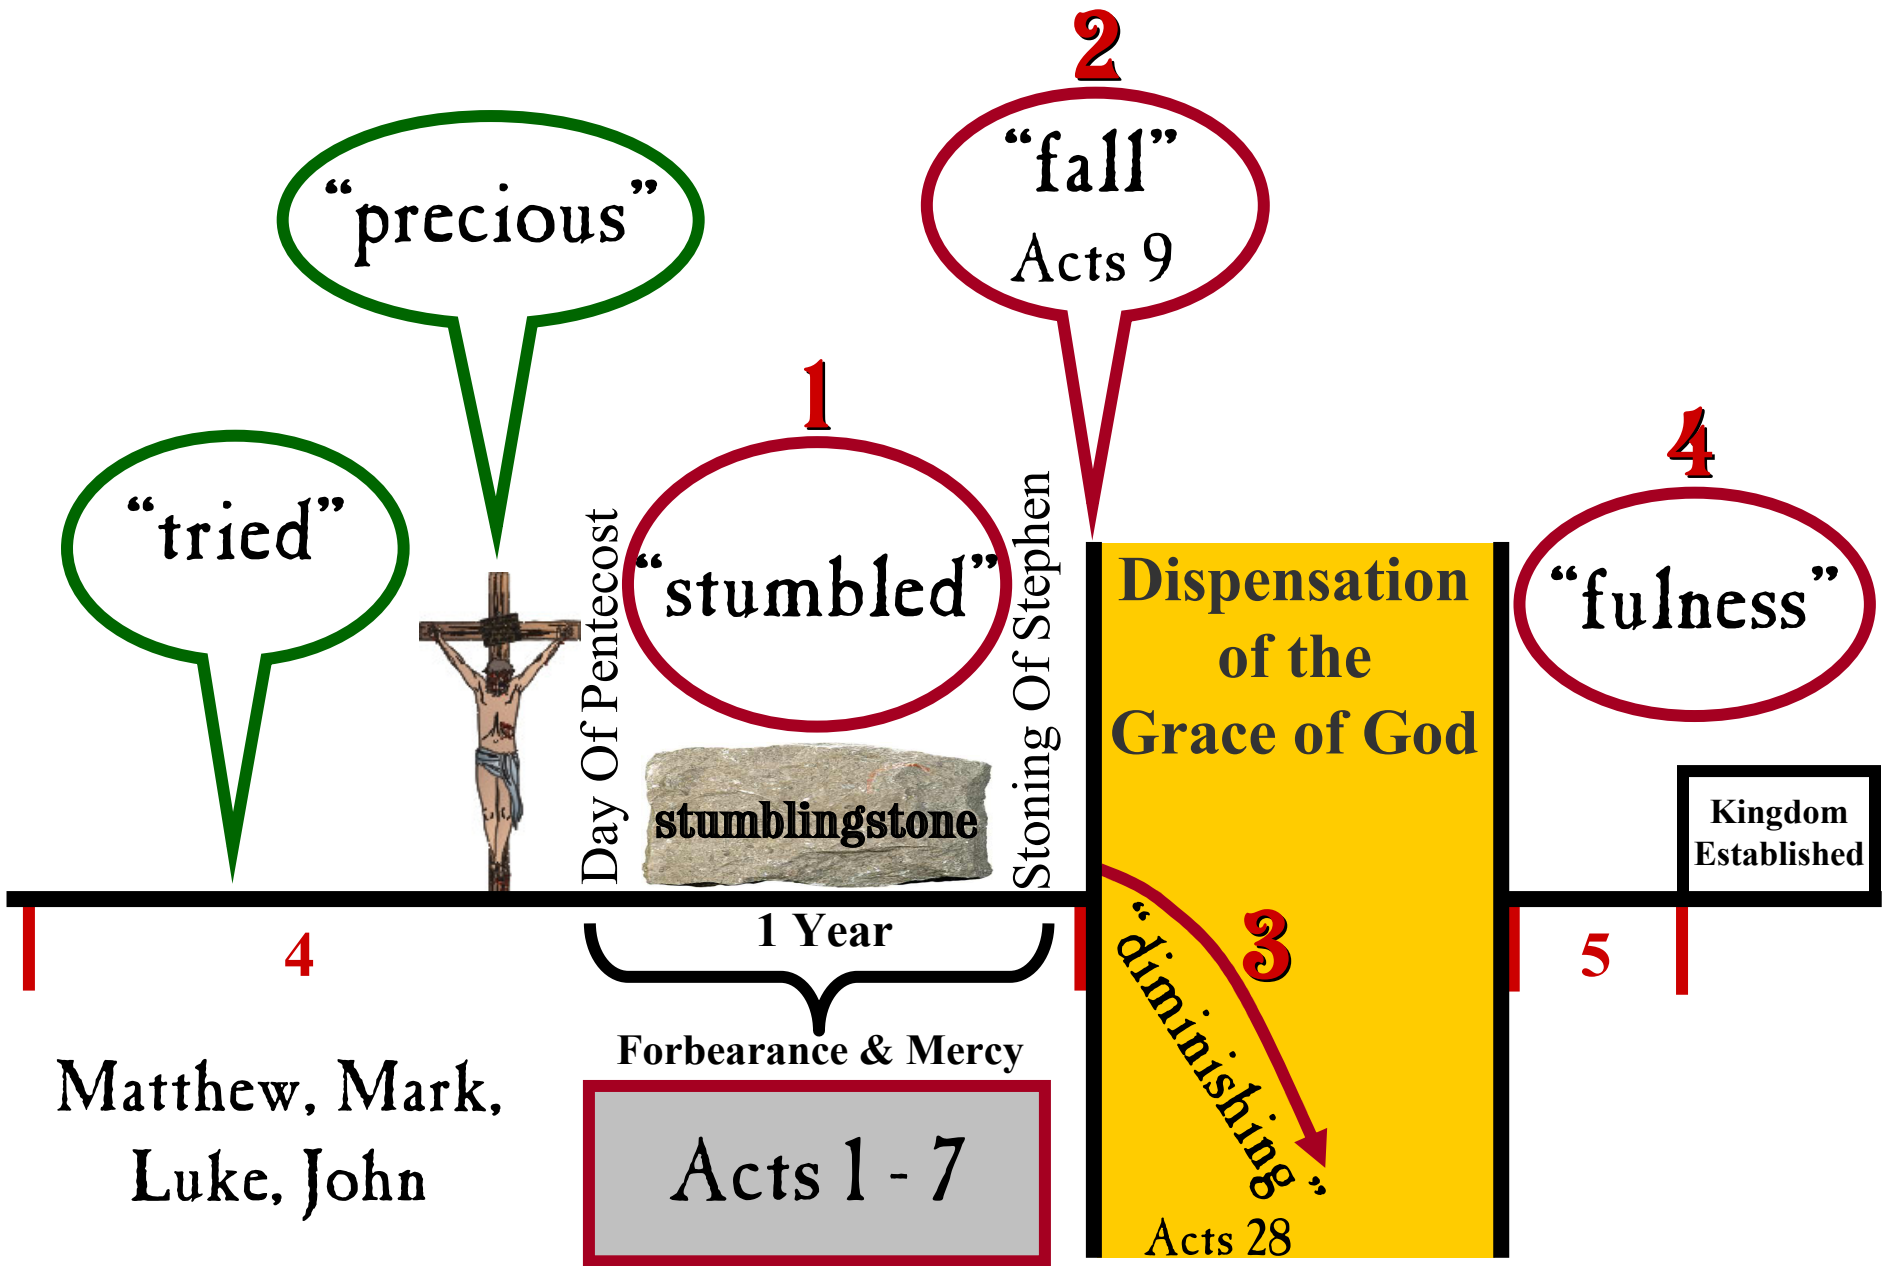 2
“fall”
Acts 9
“precious”
1
4
“tried”
“stumbled”
“fulness”
Day Of Pentecost
Stoning Of Stephen
Dispensation
of the
Grace of God
stumblingstone
Kingdom
Established
4
1 Year
“diminishing”
3
5
Forbearance & Mercy
Matthew, Mark,
Luke, John
Acts 1 - 7
Acts 28